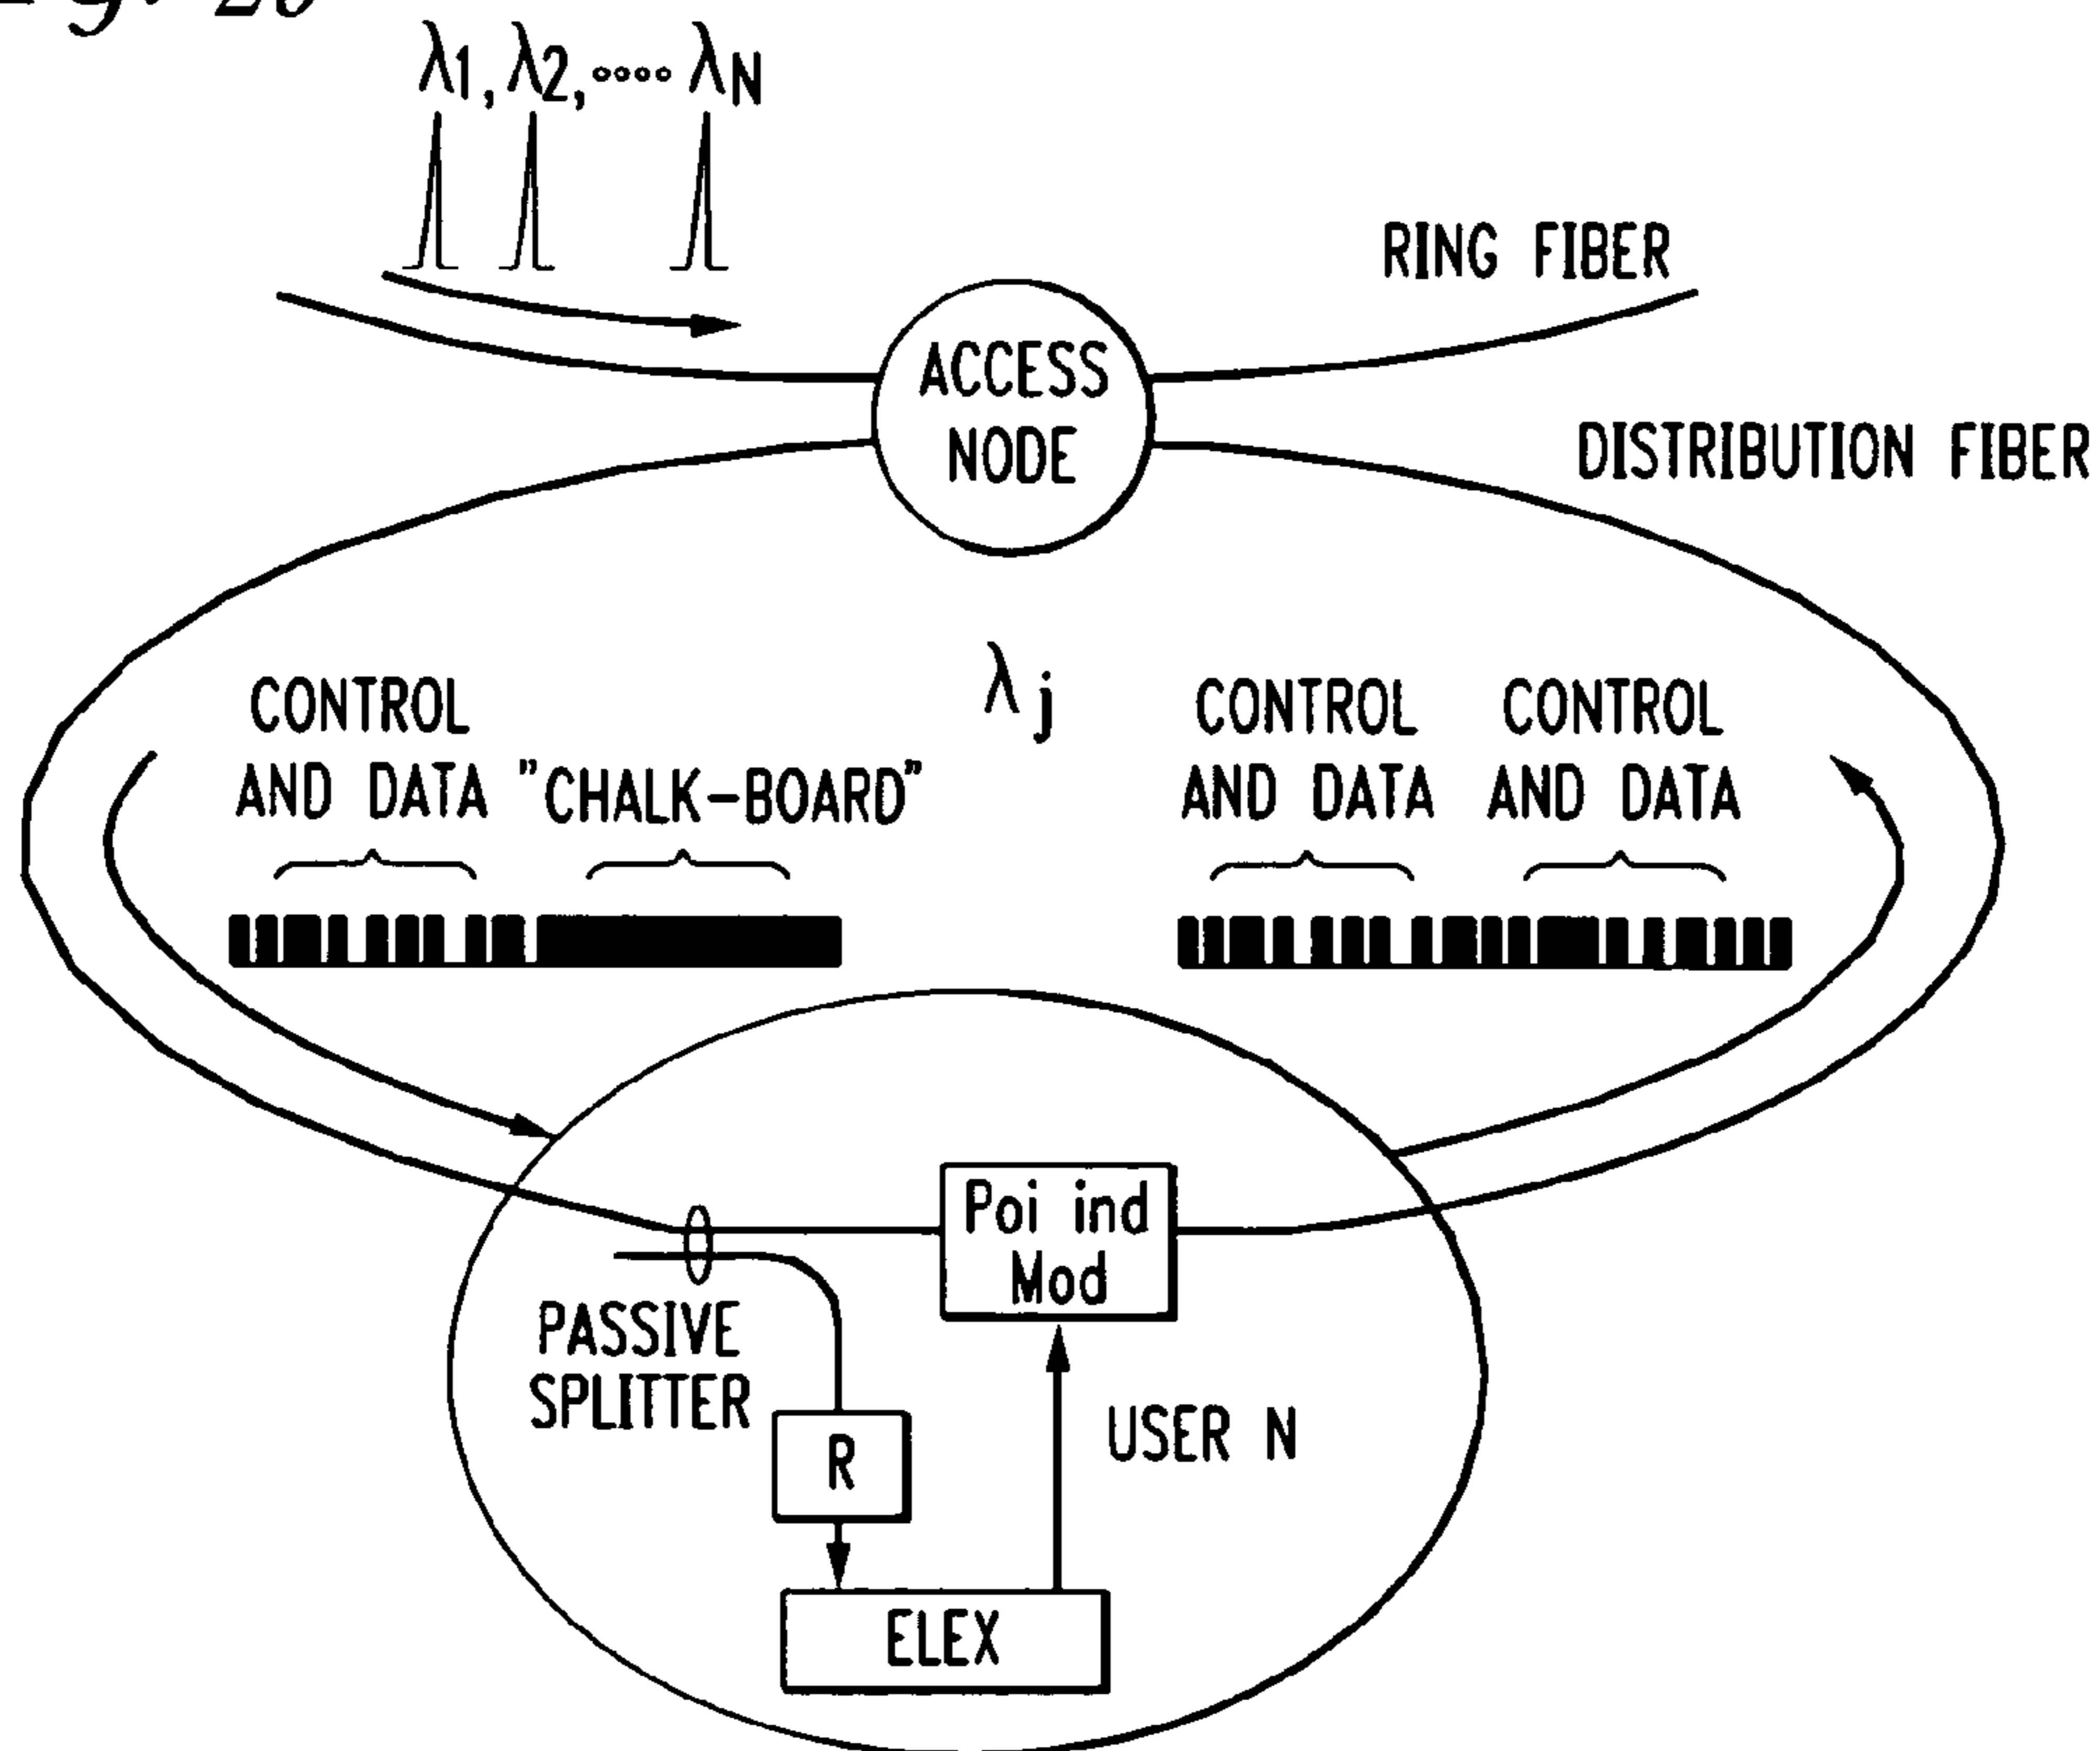 λ1, λ2, ∘∘∘∘ λN
RING FIBER
ACCESS
NODE
DISTRIBUTION FIBER
λj
CONTROL
AND DATA
"CHALK-BOARD"
CONTROL
AND DATA
CONTROL
AND DATA
Poi ind
Mod
PASSIVE
SPLITTER
R
USER N
ELEX